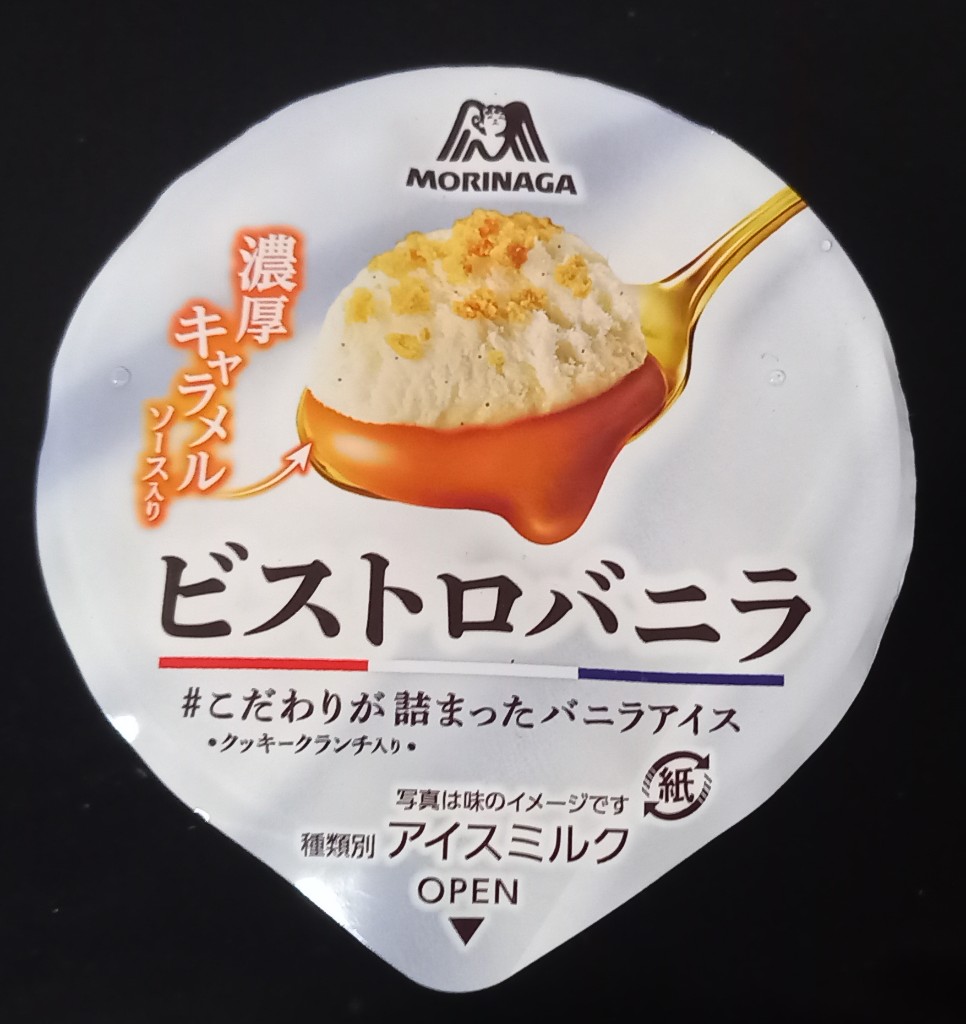 MORINAGA
濃厚
キャラメル
ソース入り
ビストロバニラ
#こだわりが詰まったバニラアイス
•クッキークランチ入り•
紙
写真は味のイメージです
種類別 アイスミルク
OPEN